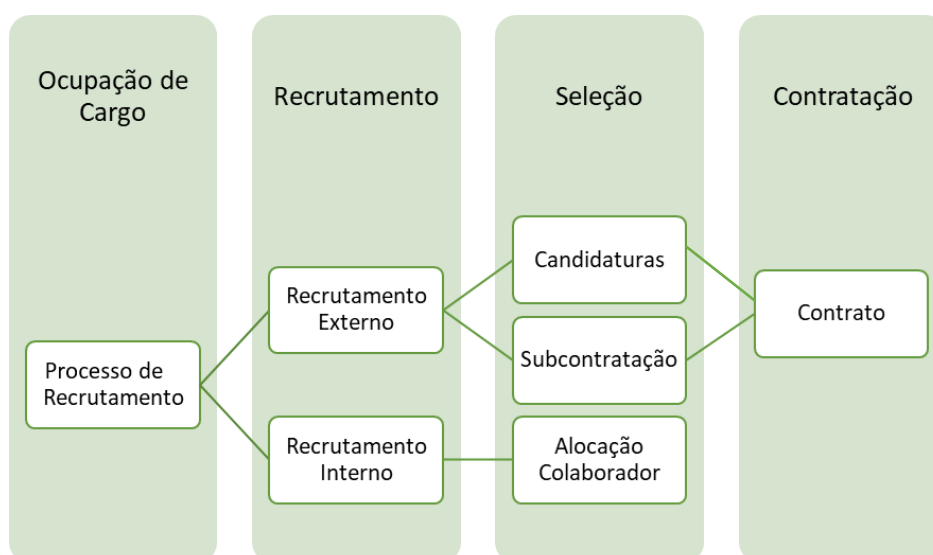 Ocupação de
Cargo
Recrutamento
Seleção
Contratação
Processo de
Recrutamento
Recrutamento
Externo
Recrutamento
Interno
Candidaturas
Subcontratação
Alocação
Colaborador
Contrato